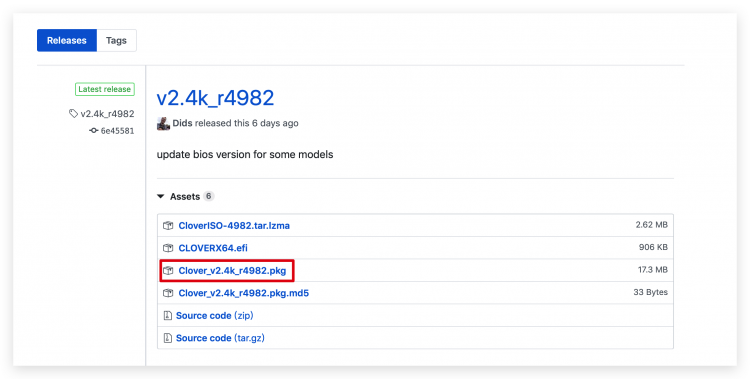 Releases Tags
Latest release
v2.4k_r4982
6e45581
v2.4k_r4982
Dids released this 6 days ago
update bios version for some models
Assets 6
CloverISO-4982.tar.lzma 2.62 MB
CLOVERX64.efi 906 KB
Clover_v2.4k_r4982.pkg 17.3 MB
Clover_v2.4k_r4982.pkg.md5 33 Bytes
Source code (zip)
Source code (tar.gz)